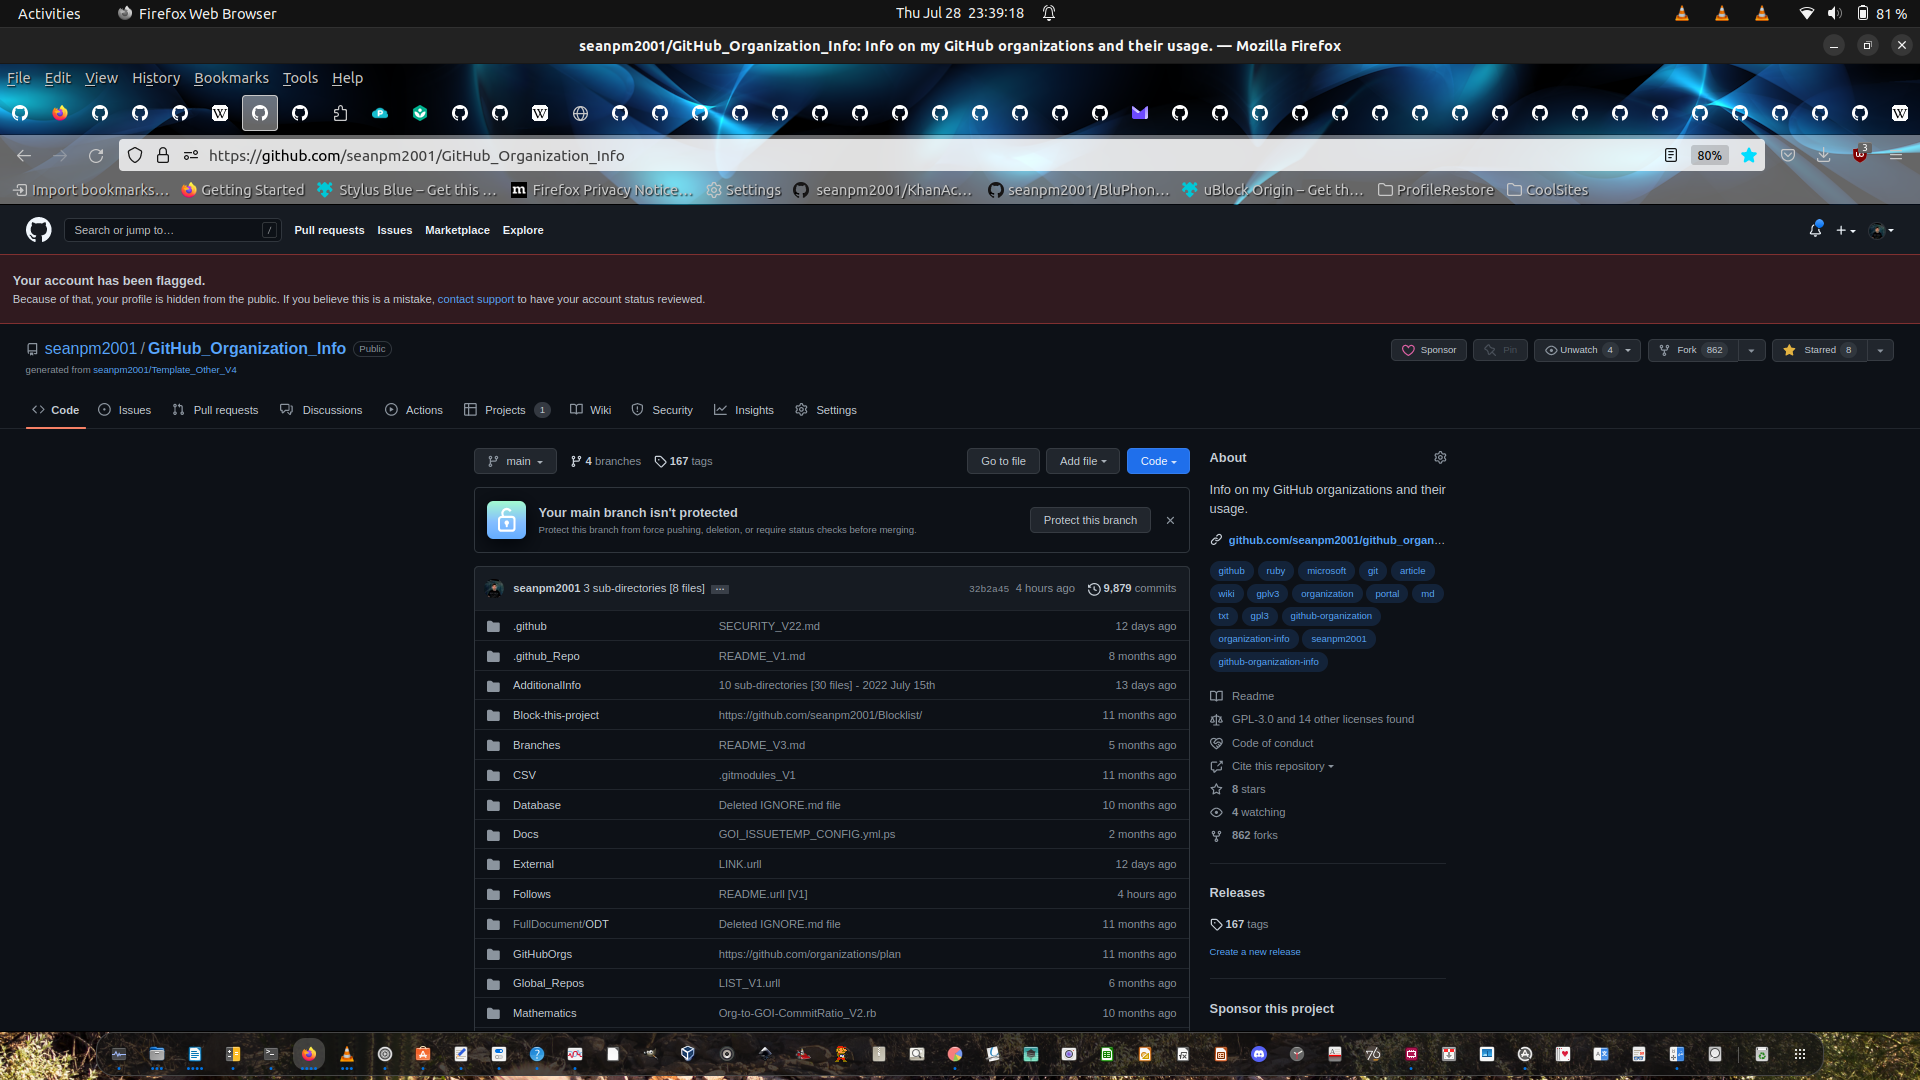 Activities Firefox Web Browser Thu Jul 28 23:39:18 81 %
seanpm2001/GitHub_Organization_Info: Info on my GitHub organizations and their usage. — Mozilla Firefox
File Edit View History Bookmarks Tools Help
https://github.com/seanpm2001/GitHub_Organization_Info 80% 3
Import bookmarks… Getting Started Stylus Blue – Get this … Firefox Privacy Notice… Settings seanpm2001/KhanAc… seanpm2001/BluPhon… uBlock Origin – Get th… ProfileRestore CoolSites
Search or jump to… / Pull requests Issues Marketplace Explore
Your account has been flagged.
Because of that, your profile is hidden from the public. If you believe this is a mistake, contact support to have your account status reviewed.
seanpm2001 / GitHub_Organization_Info Public Sponsor Pin Unwatch 4 Fork 862 Starred 8
generated from seanpm2001/Template_Other_V4
Code Issues Pull requests Discussions Actions Projects 1 Wiki Security Insights Settings
main 4 branches 167 tags Go to file Add file Code
Your main branch isn't protected
Protect this branch from force pushing, deletion, or require status checks before merging.
Protect this branch
seanpm2001 3 sub-directories [8 files] … 32b2a45 4 hours ago 9,879 commits
.github SECURITY_V22.md 12 days ago
.github_Repo README_V1.md 8 months ago
AdditionalInfo 10 sub-directories [30 files] - 2022 July 15th 13 days ago
Block-this-project https://github.com/seanpm2001/Blocklist/ 11 months ago
Branches README_V3.md 5 months ago
CSV .gitmodules_V1 11 months ago
Database Deleted IGNORE.md file 10 months ago
Docs GOI_ISSUETEMP_CONFIG.yml.ps 2 months ago
External LINK.urll 12 days ago
Follows README.urll [V1] 4 hours ago
FullDocument/ODT Deleted IGNORE.md file 11 months ago
GitHubOrgs https://github.com/organizations/plan 11 months ago
Global_Repos LIST_V1.urll 6 months ago
Mathematics Org-to-GOI-CommitRatio_V2.rb 10 months ago
About
Info on my GitHub organizations and their
usage.
github.com/seanpm2001/github_organ…
github ruby microsoft git article
wiki gplv3 organization portal md
txt gpl3 github-organization
organization-info seanpm2001
github-organization-info
Readme
GPL-3.0 and 14 other licenses found
Code of conduct
Cite this repository
8 stars
4 watching
862 forks
Releases
167 tags
Create a new release
Sponsor this project